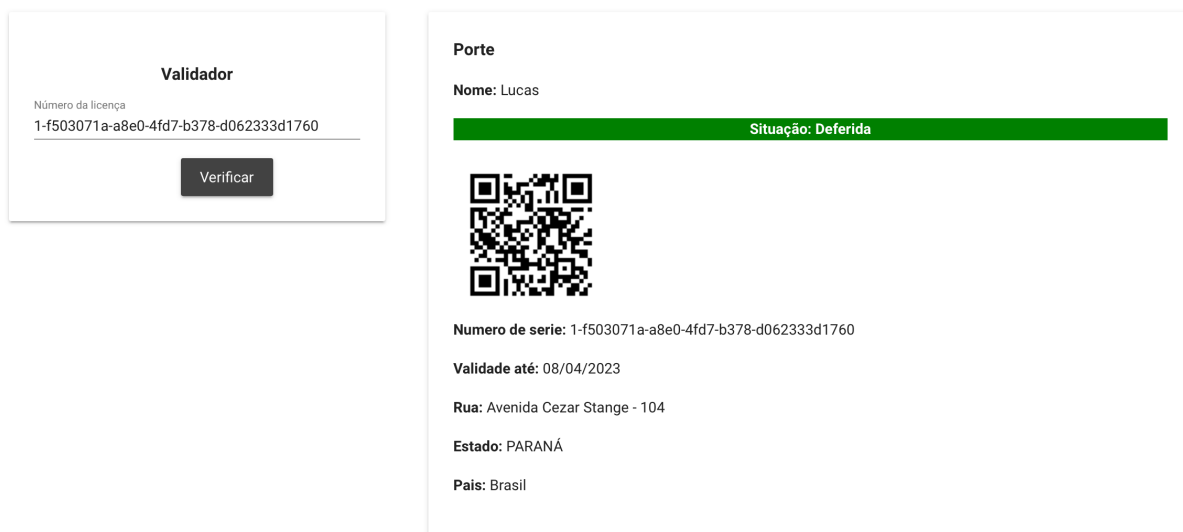 Validador
Número da licença
1-f503071a-a8e0-4fd7-b378-d062333d1760
Verificar
Porte
Nome: Lucas
Situação: Deferida
Numero de serie: 1-f503071a-a8e0-4fd7-b378-d062333d1760
Validade até: 08/04/2023
Rua: Avenida Cezar Stange - 104
Estado: PARANÁ
Pais: Brasil